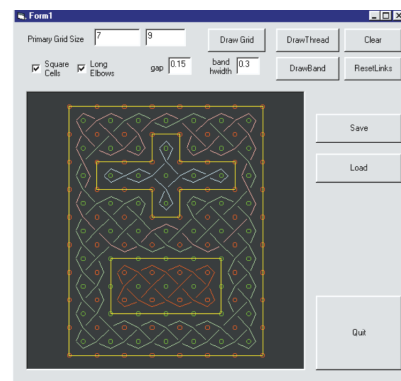 Form1
Primary Grid Size 7 9 Draw Grid DrawThread Clear
Square Cells Long Elbows gap 0.15 band hwidth 0.3 DrawBand ResetLinks
Save
Load
Quit